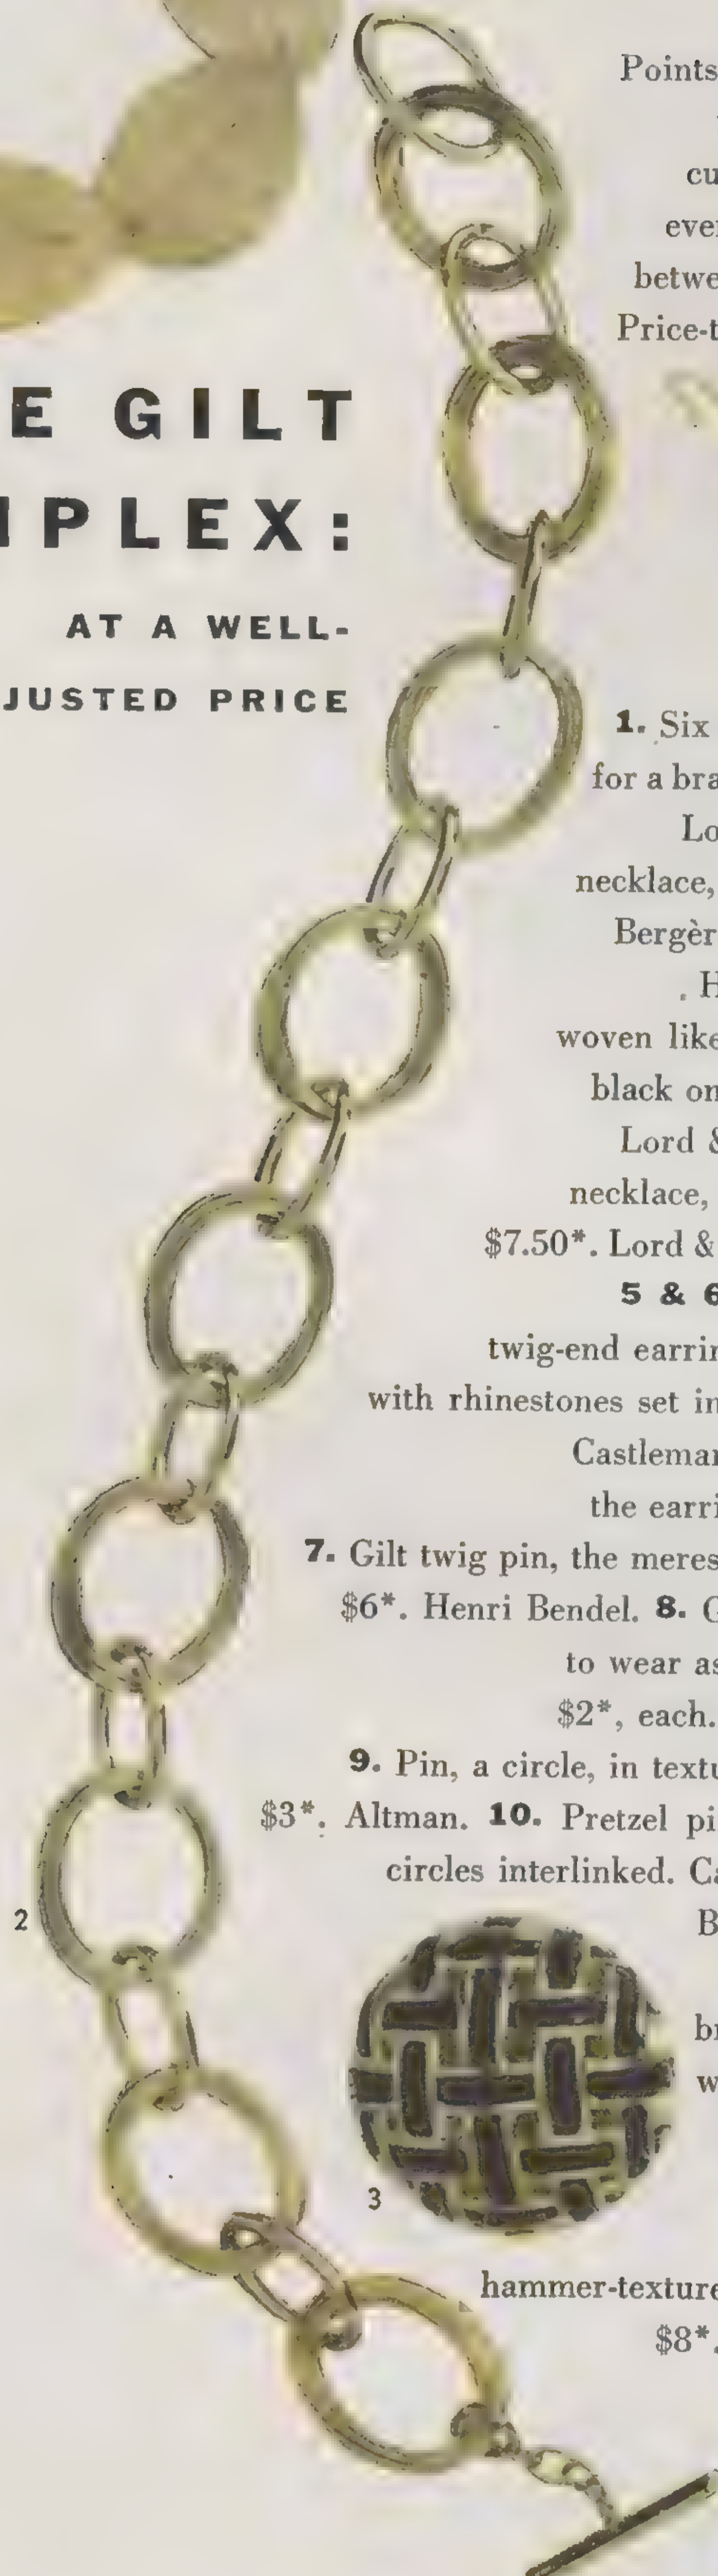 E GILT
PLEX:
AT A WELL-
JUSTED PRICE
Points
cu
ever
betwe
Price-t
1. Six
for a bra
Lo
necklace,
Bergèr
H
woven like
black on
Lord &
necklace,
$7.50*. Lord &
5 & 6
twig-end earrin
with rhinestones set in
Castleman
the earri
7. Gilt twig pin, the meres
$6*. Henri Bendel. 8. G
to wear as
$2*, each.
9. Pin, a circle, in textu
$3*. Altman. 10. Pretzel pi
circles interlinked. Ca
2
B
br
w
3
hammer-texture
$8*.